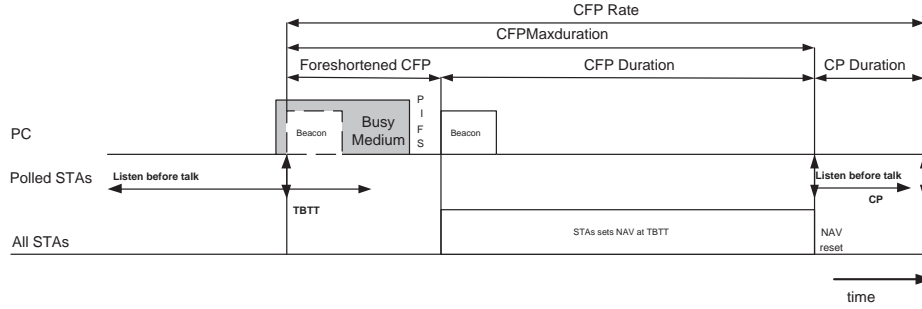 CFP Rate
CFPMaxduration
Foreshortened CFP
CFP Duration
CP Duration
PIFS
PC
Beacon
Busy
Medium
Beacon
Polled STAs
Listen before talk
Listen before talk
TBTT
CP
All STAs
STAs sets NAV at TBTT
NAV
reset
time